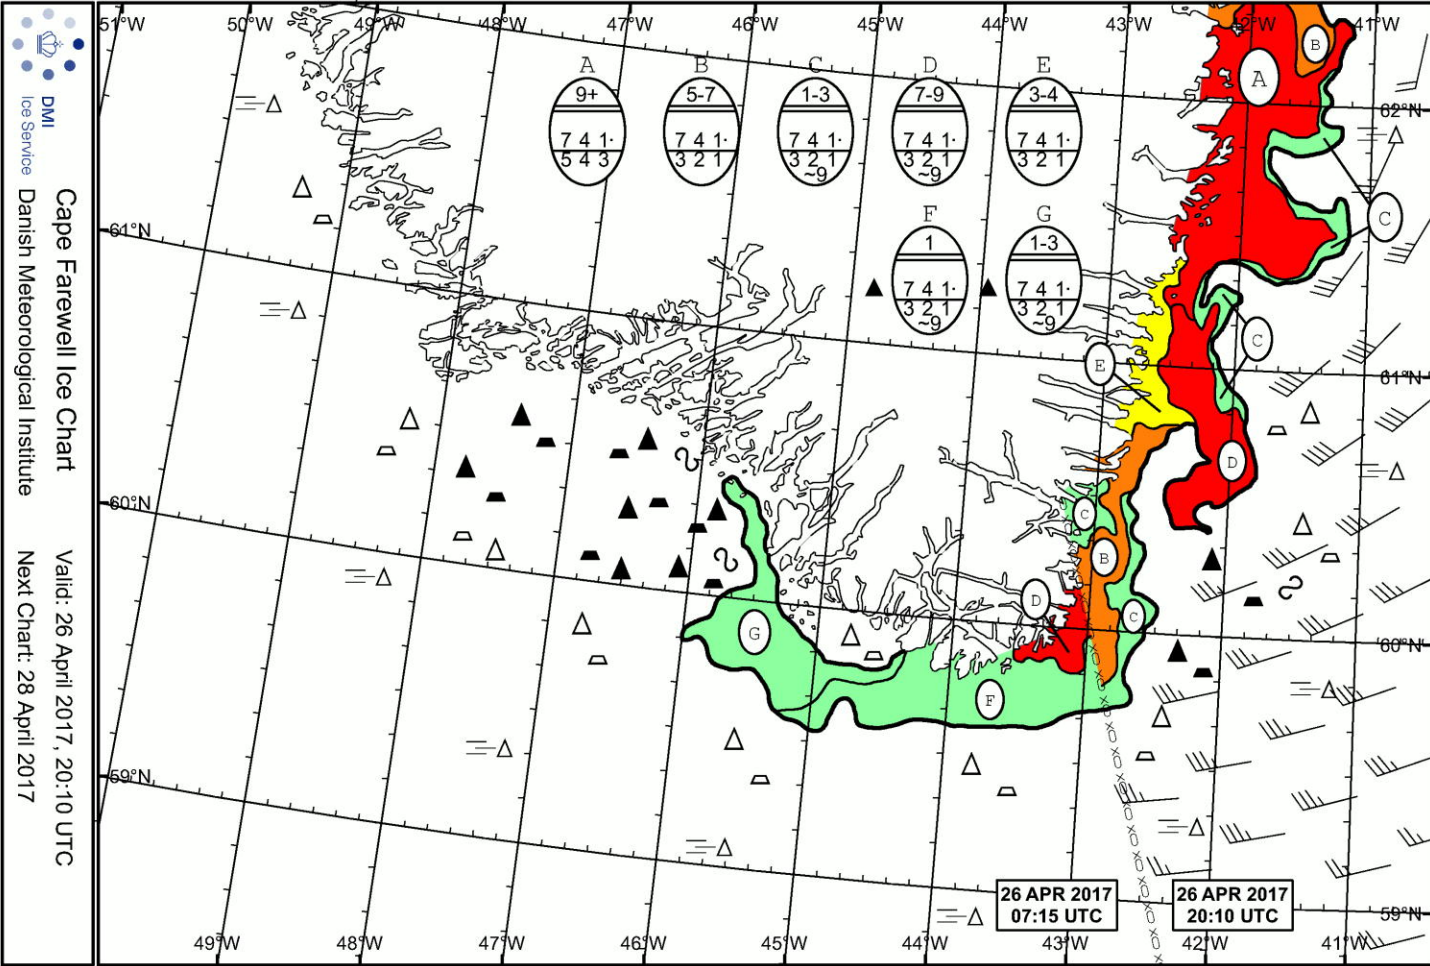 51°W 50°W 49°W 48°W 47°W 46°W 45°W 44°W 43°W 42°W 41°W
DMI
Ice Service
Cape Farewell Ice Chart
Danish Meteorological Institute
Valid: 26 April 2017, 20:10 UTC
Next Chart: 28 April 2017
A B C D E
9+ 5-7 1-3 7-9 3-4
7 4 1· 7 4 1· 7 4 1· 7 4 1· 7 4 1·
5 4 3 3 2 1· 3 2 1 3 2 1 3 2 1
~9 ~9
F G
1 1-3
7 4 1· 7 4 1·
3 2 1 3 2 1
~9 ~9
B
A
62°N
C
61°N
C
E
61°N
D
60°N
C
B
D
C
G
60°N
F
59°N
26 APR 2017
07:15 UTC
26 APR 2017
20:10 UTC
59°N
49°W 48°W 47°W 46°W 45°W 44°W 43°W 42°W 41°W